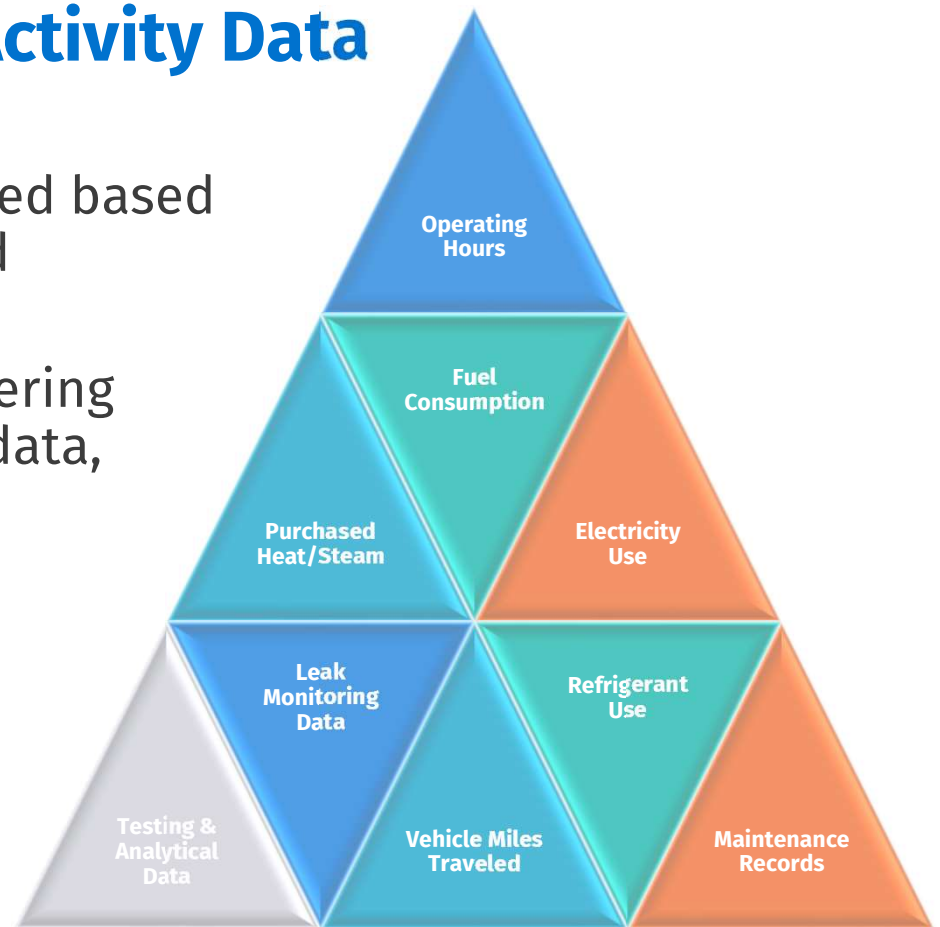 Activity Data
ed based
d
ering
data,
Operating
Hours
Fuel
Consumption
Purchased
Heat/Steam
Electricity
Use
Leak
Monitoring
Data
Refrigerant
Use
Testing &
Analytical
Data
Vehicle Miles
Traveled
Maintenance
Records